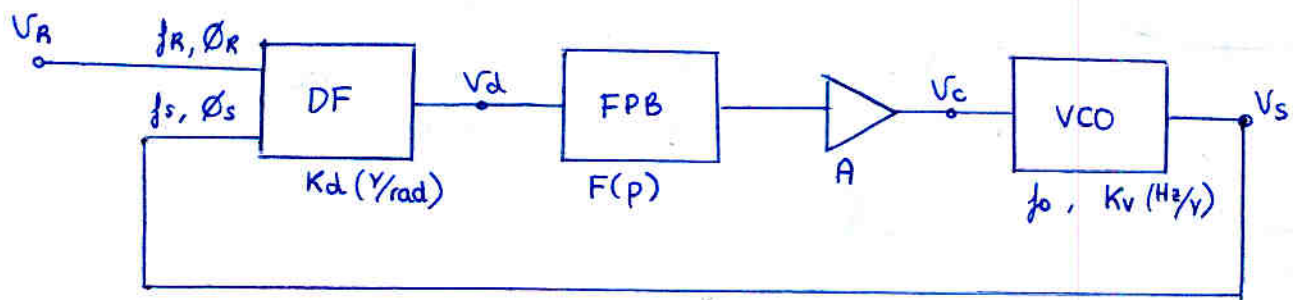 VR
fR, ØR
fs, Øs
DF
Kd (V/rad)
Vd
FPB
F(p)
A
Vc
VCO
fo, Kv (Hz/V)
Vs